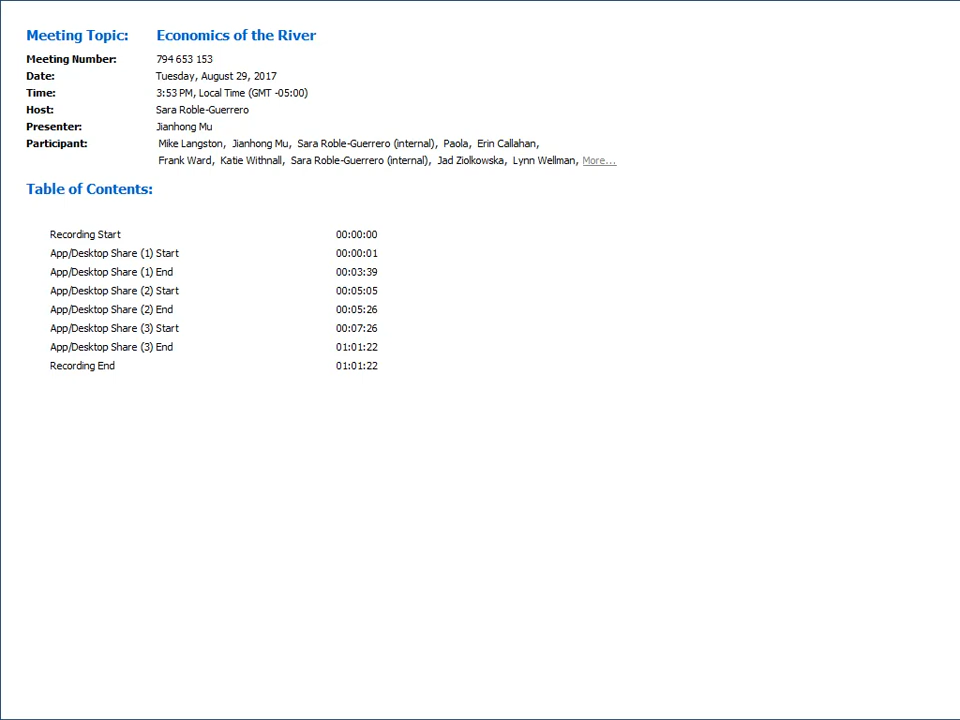 Meeting Topic: Economics of the River
Meeting Number: 794 653 153
Date: Tuesday, August 29, 2017
Time: 3:53 PM, Local Time (GMT -05:00)
Host: Sara Roble-Guerrero
Presenter: Jianhong Mu
Participant: Mike Langston, Jianhong Mu, Sara Roble-Guerrero (internal), Paola, Erin Callahan,
Frank Ward, Katie Withnall, Sara Roble-Guerrero (internal), Jad Ziolkowska, Lynn Wellman, More...
Table of Contents:
Recording Start 00:00:00
App/Desktop Share (1) Start 00:00:01
App/Desktop Share (1) End 00:03:39
App/Desktop Share (2) Start 00:05:05
App/Desktop Share (2) End 00:05:26
App/Desktop Share (3) Start 00:07:26
App/Desktop Share (3) End 01:01:22
Recording End 01:01:22